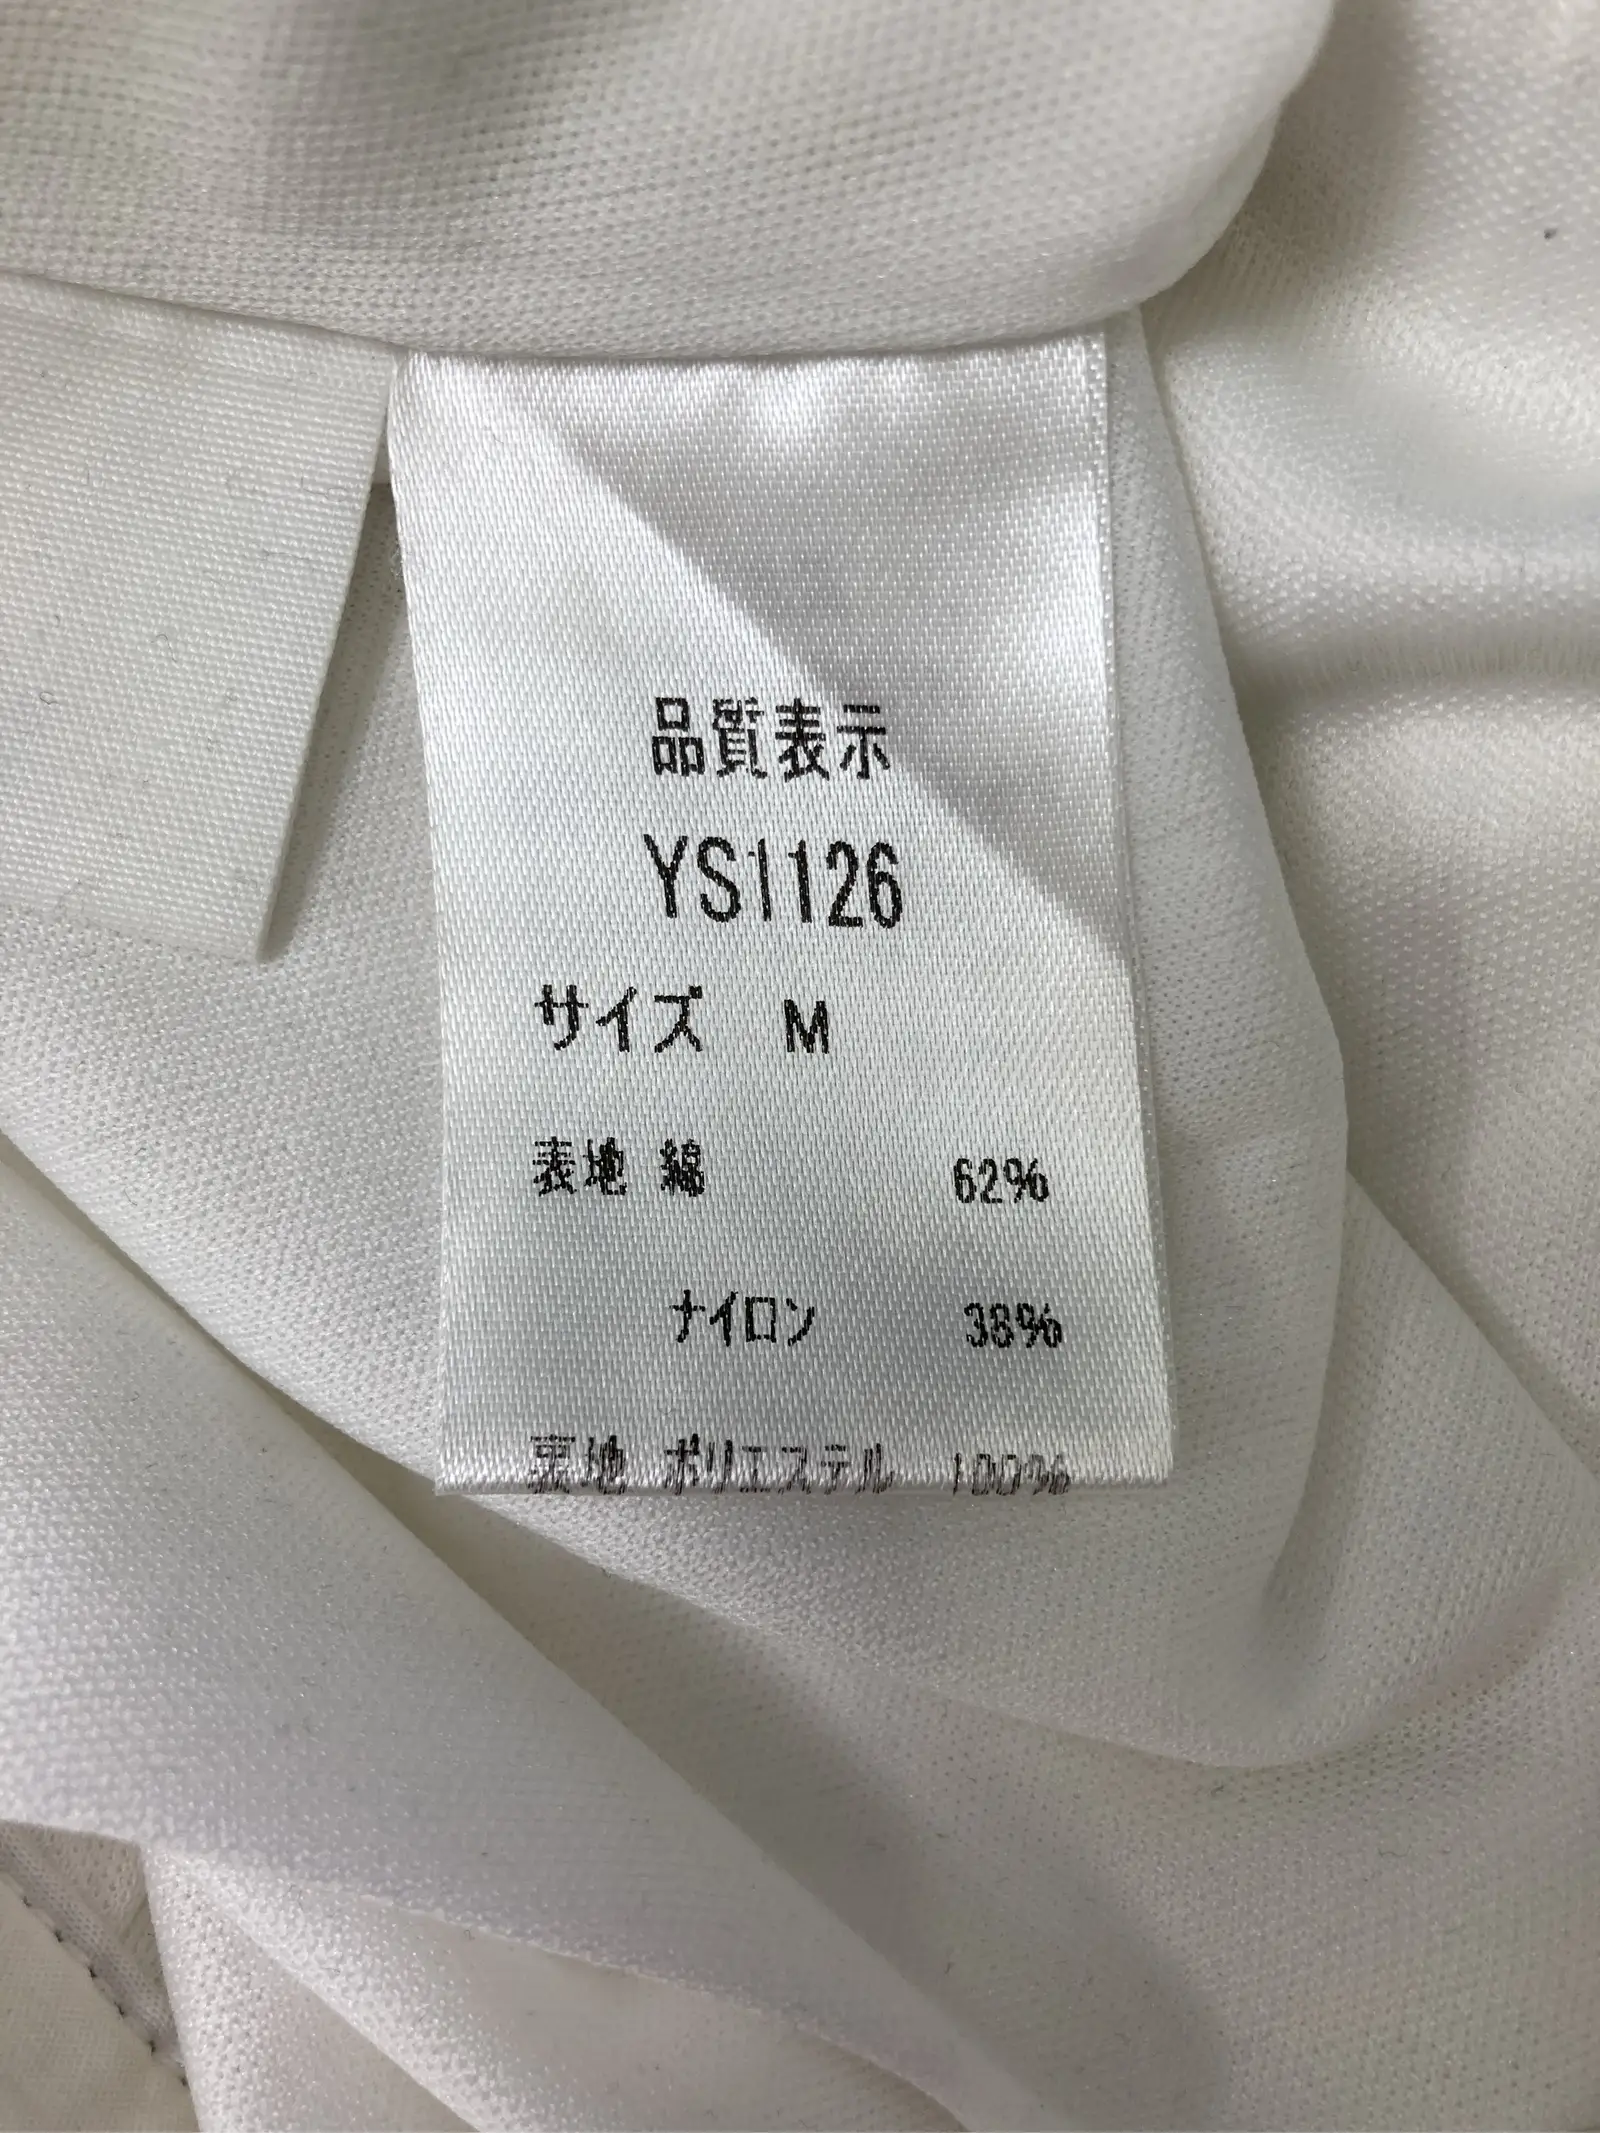 品質表示
YS1126
サイズ M
表地 綿 62%
ナイロン 38%
裏地 ポリエステル 100%